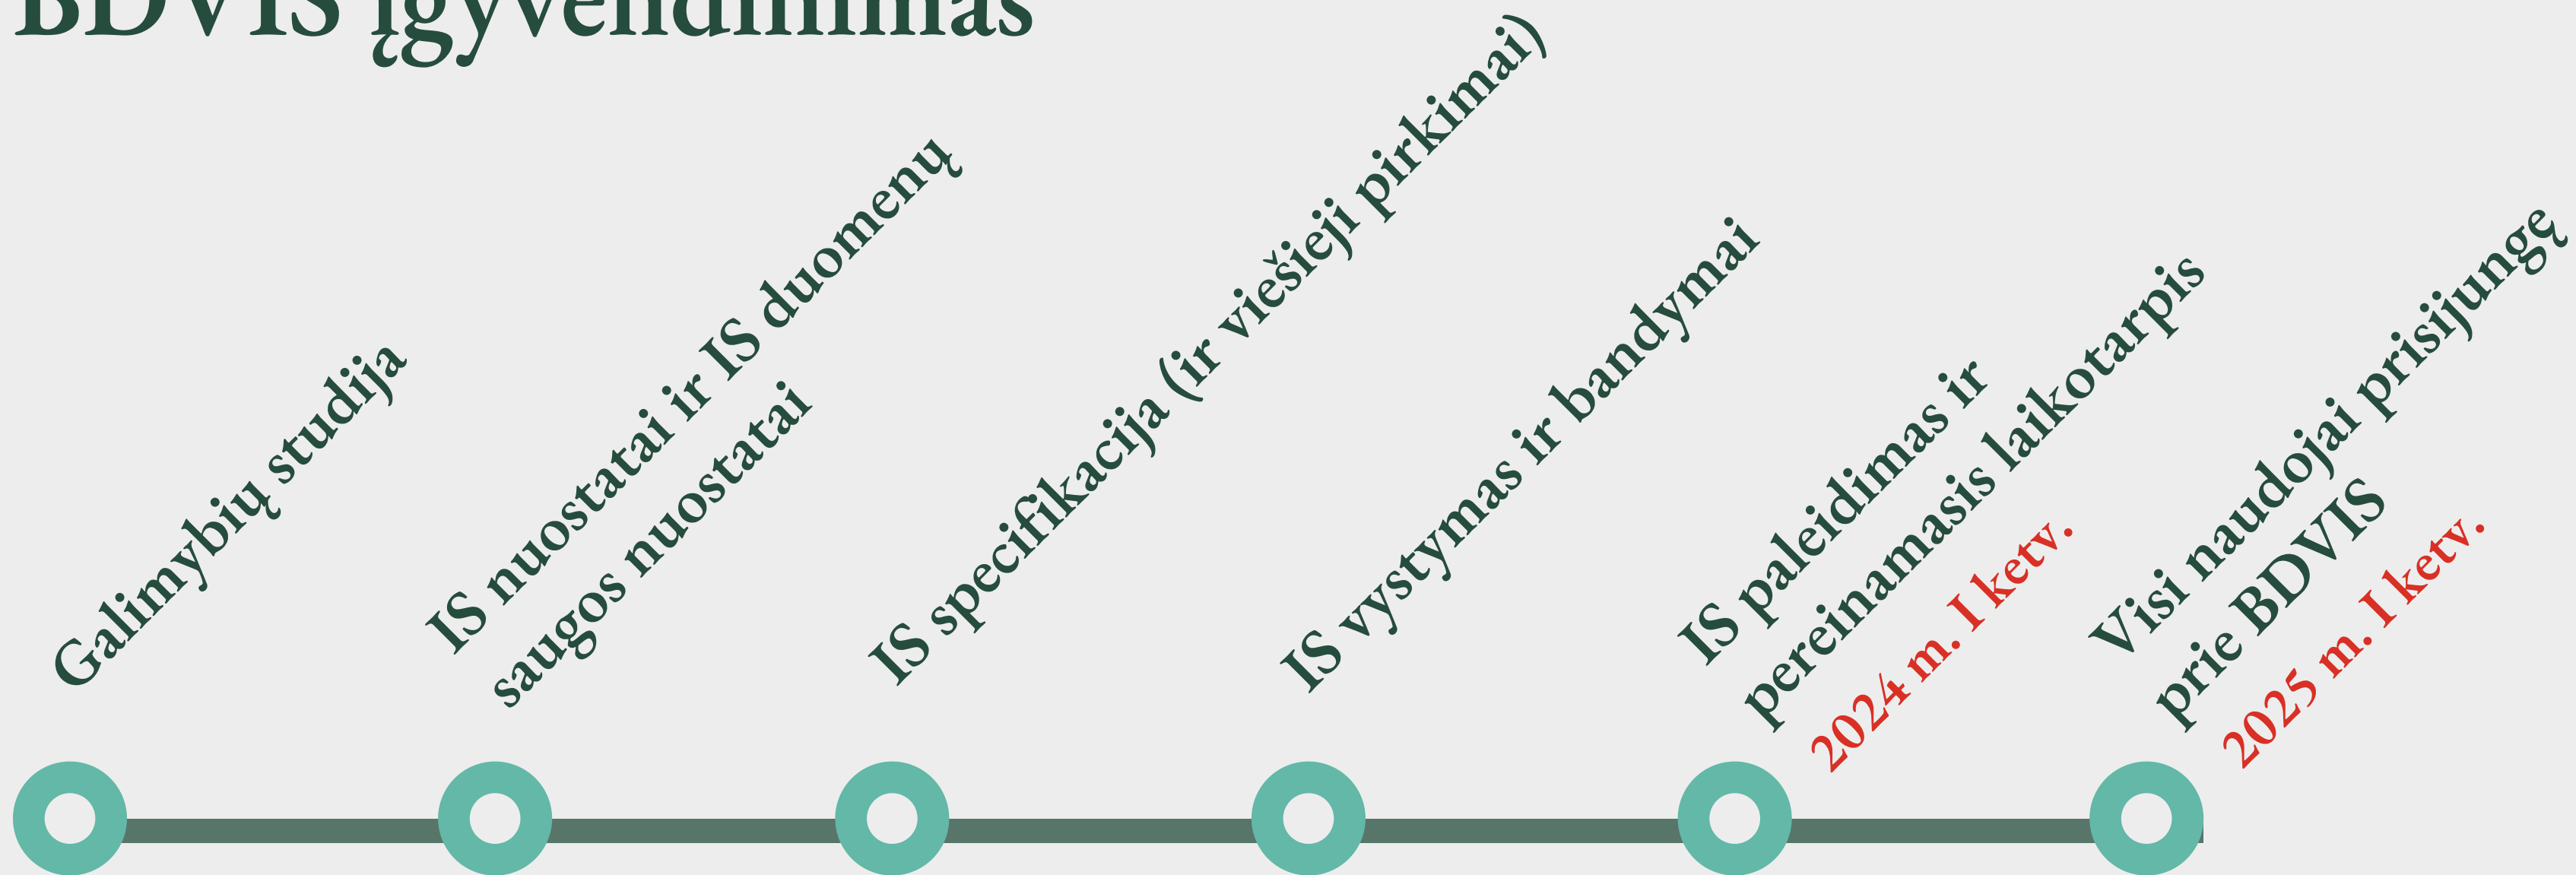 BDVIS įgyvendinimas
Galimybių studija
IS nuostatai ir IS duomenų
saugos nuostatai
IS specifikacija (ir viešieji pirkimai)
IS vystymas ir bandymai
IS paleidimas ir
pereinamasis laikotarpis
2024 m. I ketv.
Visi naudojai prisijungę
prie BDVIS
2025 m. I ketv.